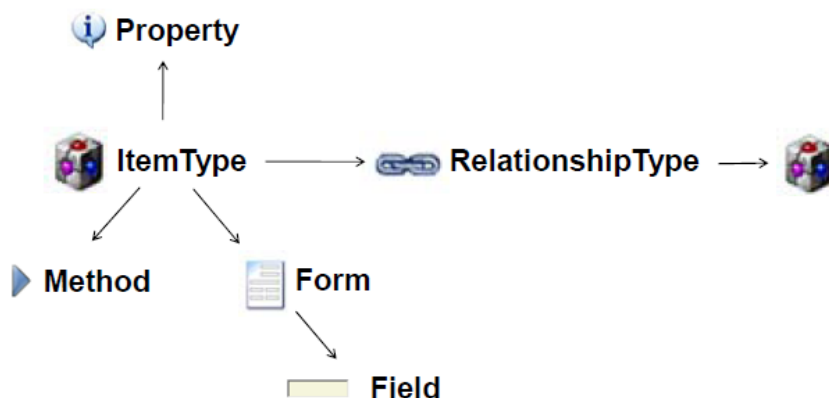 Property
ItemType
RelationshipType
Method
Form
Field